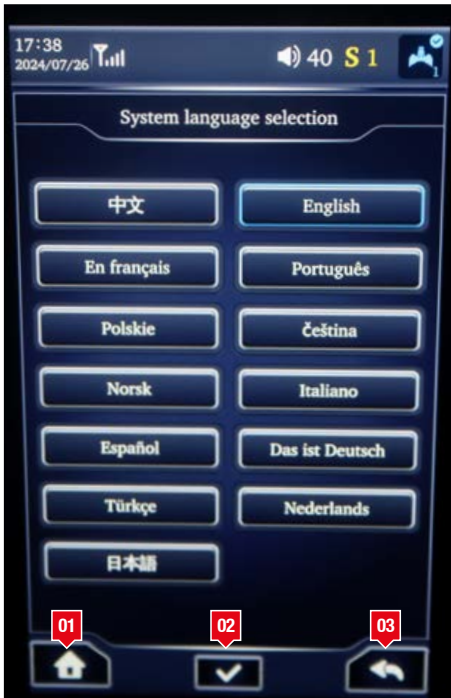 17:38
2024/07/26
40 S 1
1
System language selection
中文 English
En français Português
Polskie čeština
Norsk Italiano
Español Das ist Deutsch
Türkçe Nederlands
日本語
01 02 03